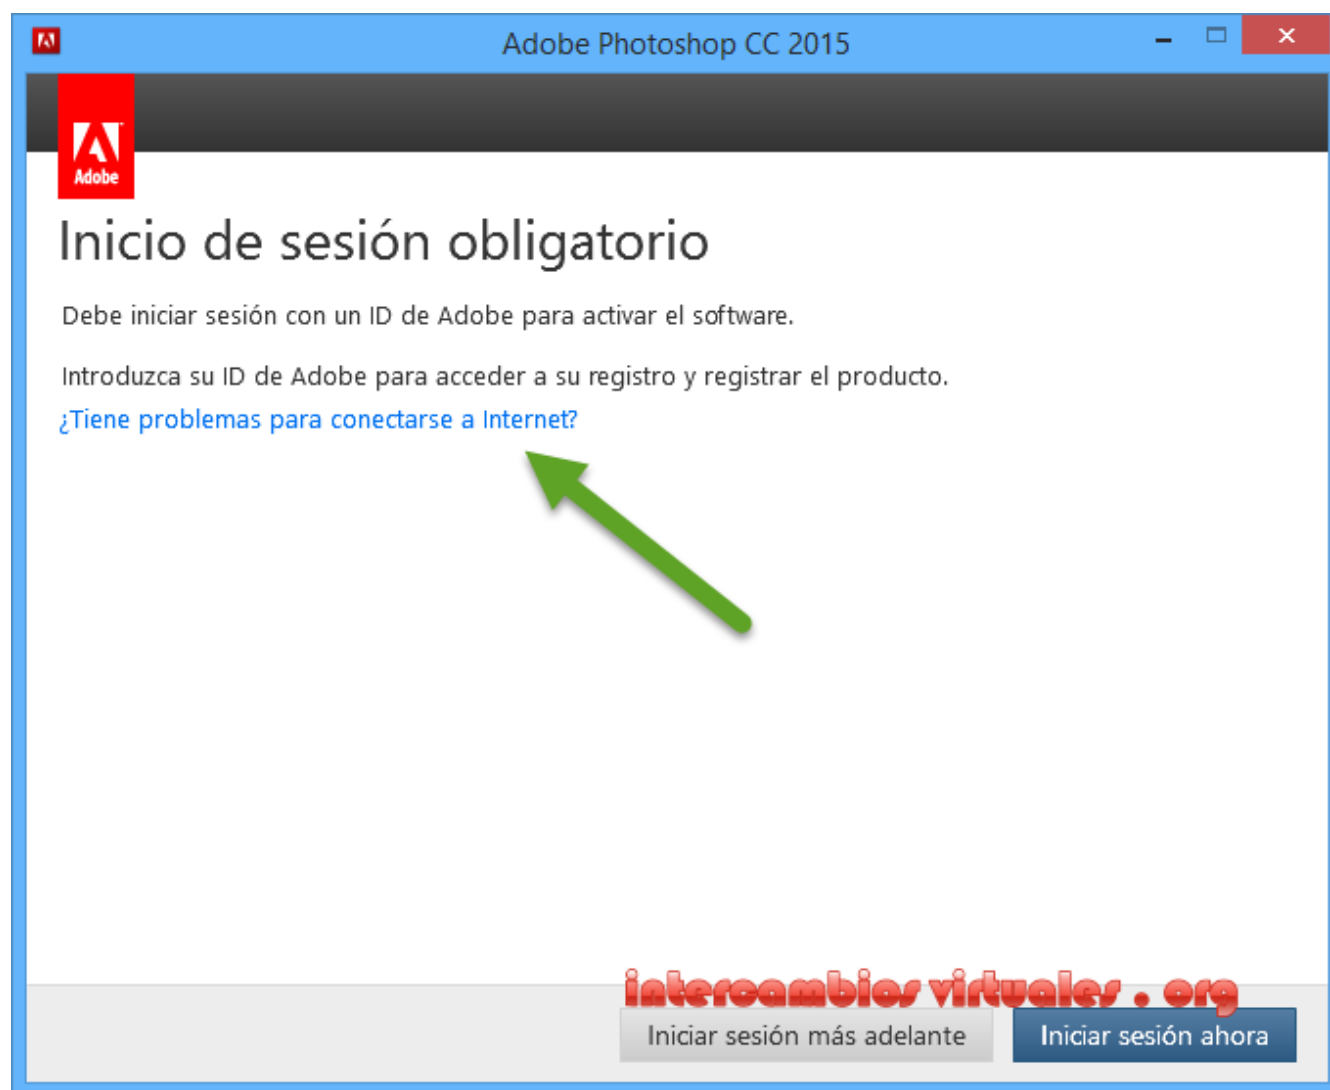 Adobe Photoshop CC 2015
Adobe
Inicio de sesión obligatorio
Debe iniciar sesión con un ID de Adobe para activar el software.
Introduzca su ID de Adobe para acceder a su registro y registrar el producto.
¿Tiene problemas para conectarse a Internet?
intercambios virtuales . org
Iniciar sesión más adelante
Iniciar sesión ahora